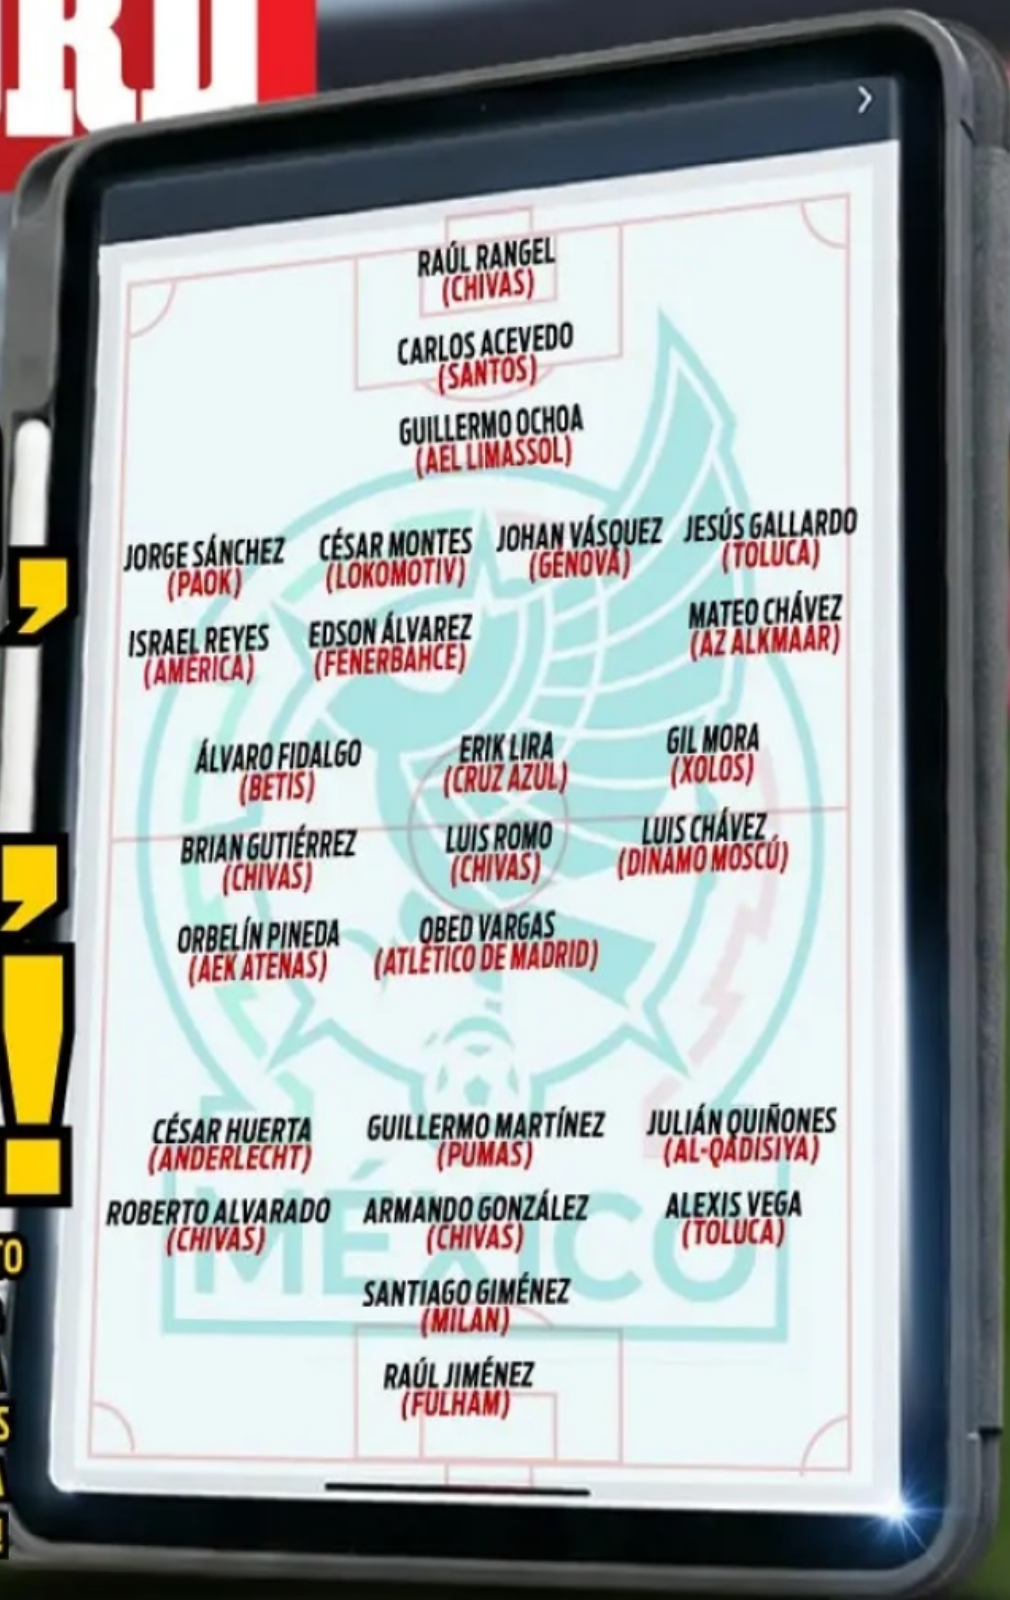 RAÚL RANGEL
(CHIVAS)
CARLOS ACEVEDO
(SANTOS)
GUILLERMO OCHOA
(AEL LIMASSOL)
JORGE SÁNCHEZ CÉSAR MONTES JOHAN VÁSQUEZ JESÚS GALLARDO
(PAOK) (LOKOMOTIV) (GÉNOVA) (TOLUCA)
ISRAEL REYES EDSON ÁLVAREZ MATEO CHÁVEZ
(AMÉRICA) (FENERBAHCE) (AZ ALKMAAR)
ÁLVARO FIDALGO ERIK LIRA GIL MORA
(BETIS) (CRUZ AZUL) (XOLOS)
BRIAN GUTIÉRREZ LUIS ROMO LUIS CHÁVEZ
(CHIVAS) (CHIVAS) (DINAMO MOSCÚ)
ORBELÍN PINEDA OBED VARGAS
(AEK ATENAS) (ATLÉTICO DE MADRID)
CÉSAR HUERTA GUILLERMO MARTÍNEZ JULIÁN QUIÑONES
(ANDERLECHT) (PUMAS) (AL-QADISIYA)
ROBERTO ALVARADO ARMANDO GONZÁLEZ ALEXIS VEGA
(CHIVAS) (CHIVAS) (TOLUCA)
MÉXICO
SANTIAGO GIMÉNEZ
(MILAN)
RAÚL JIMÉNEZ
(FULHAM)